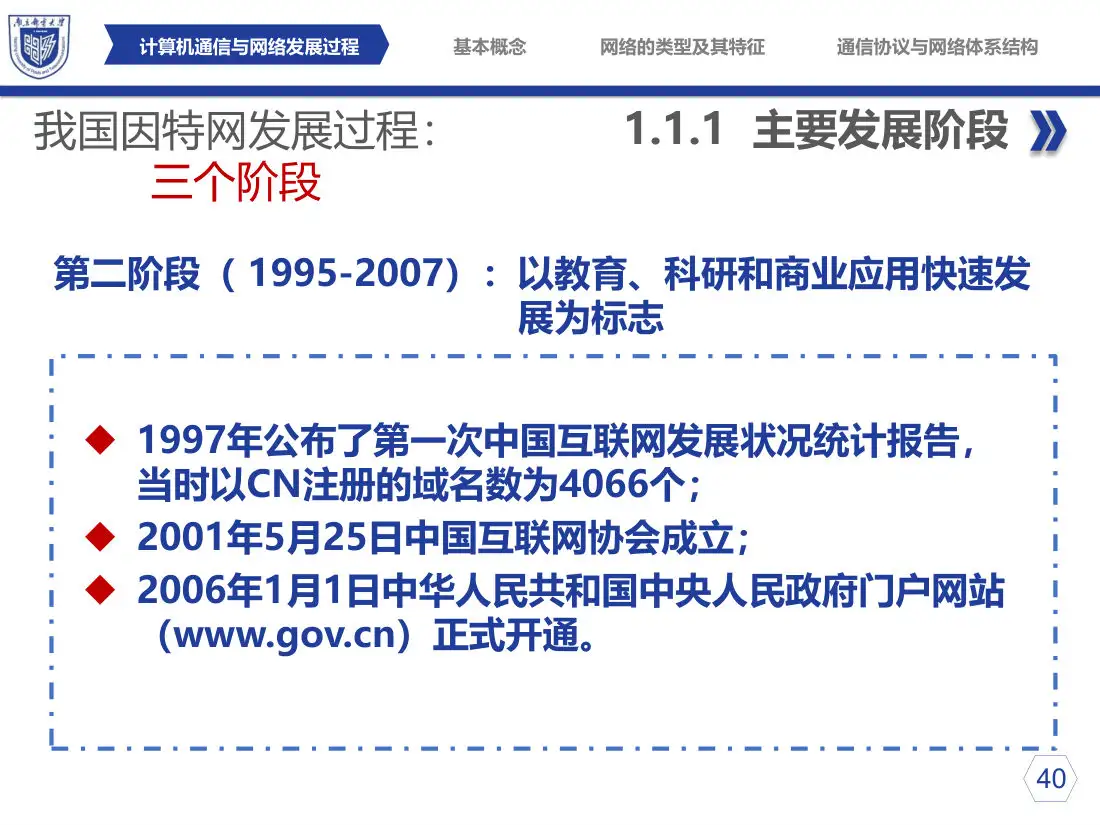 南京邮电大学
计算机通信与网络发展过程
基本概念
网络的类型及其特征
通信协议与网络体系结构
我国因特网发展过程：
三个阶段
1.1.1 主要发展阶段
第二阶段（ 1995-2007）：以教育、科研和商业应用快速发
展为标志
1997年公布了第一次中国互联网发展状况统计报告，
当时以CN注册的域名数为4066个；
2001年5月25日中国互联网协会成立；
2006年1月1日中华人民共和国中央人民政府门户网站
（www.gov.cn）正式开通。
40